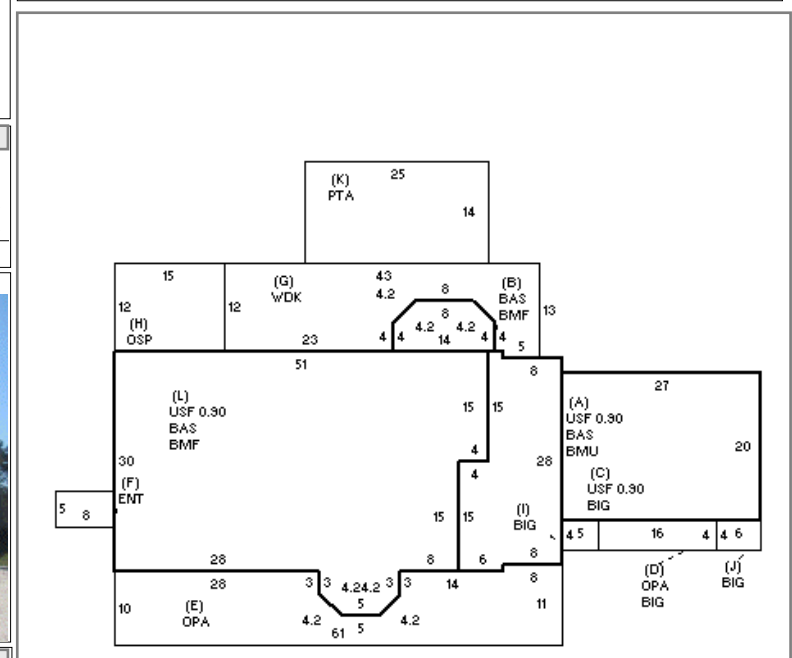 (K)
PTA
25
14
15
12
(H)
OSP
12
(G)
WDK
43
4.2
8
8
4.2
4.2
23
4
4
14
4
4
(B)
BAS
BMF
13
5
51
8
(L)
USF 0.90
BAS
BMF
15
15
4
4
30
28
(F)
ENT
5
8
15
15
(I)
BIG
27
(A)
USF 0.90
BAS
BMU
20
(C)
USF 0.90
BIG
4
5
16
4
4
6
28
8
6
8
28
3
3
4.2
4.2
3
3
14
8
5
10
(E)
OPA
4.2
61
5
4.2
11
(D)
OPA
BIG
(J)
BIG